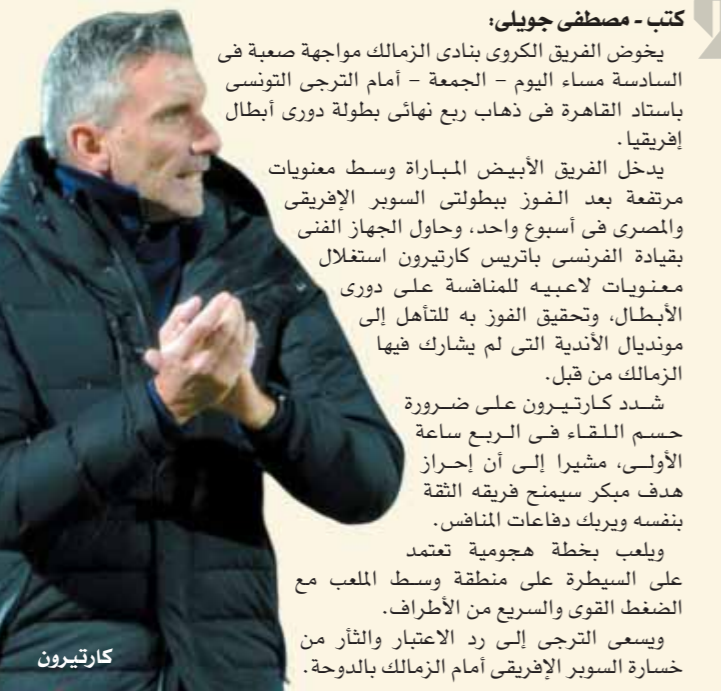 كتب - مصطفى جويلى:
يخوض الفريق الكروى بنادى الزمالك مواجهة صعبة فى
السادسة مساء اليوم – الجمعة – أمام الترجى التونسى
باستاد القاهرة فى ذهاب ربع نهائى بطولة دورى أبطال
إفريقيا.
يدخل الفريق الأبيض المباراة وسط معنويات
مرتفعة بعد الفوز ببطولتى السوبر الإفريقى
والمصرى فى أسبوع واحد، وحاول الجهاز الفنى
بقيادة الفرنسى باتريس كارتيرون استغلال
معنويات لاعبيه للمنافسة على دورى
الأبطال، وتحقيق الفوز به للتأهل إلى
مونديال الأندية التى لم يشارك فيها
الزمالك من قبل.
شدد كارتيرون على ضرورة
حسم اللقاء فى الربع ساعة
الأولى، مشيرا إلى أن إحراز
هدف مبكر سيمنح فريقه الثقة
بنفسه ويربك دفاعات المنافس.
ويلعب بخطة هجومية تعتمد
على السيطرة على منطقة وسط الملعب مع
الضغط القوى والسريع من الأطراف.
ويسعى الترجى إلى رد الاعتبار والثأر من
خسارة السوبر الإفريقى أمام الزمالك بالدوحة.
كارتيرون